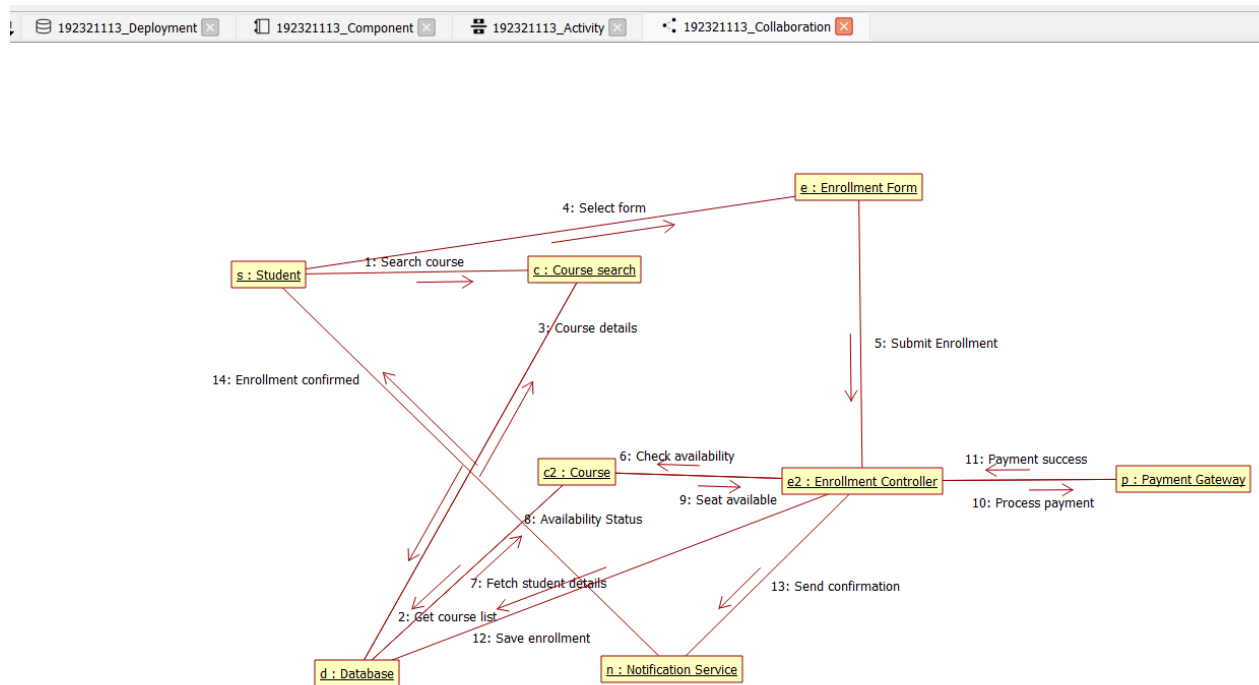 192321113_Deployment
192321113_Component
192321113_Activity
192321113_Collaboration
e : Enrollment Form
4: Select form
1: Search course
s : Student
c : Course search
3: Course details
5: Submit Enrollment
14: Enrollment confirmed
6: Check availability
11: Payment success
c2 : Course
e2 : Enrollment Controller
p : Payment Gateway
9: Seat available
10: Process payment
8: Availability Status
7: Fetch student details
13: Send confirmation
2: Get course list
12: Save enrollment
d : Database
n : Notification Service